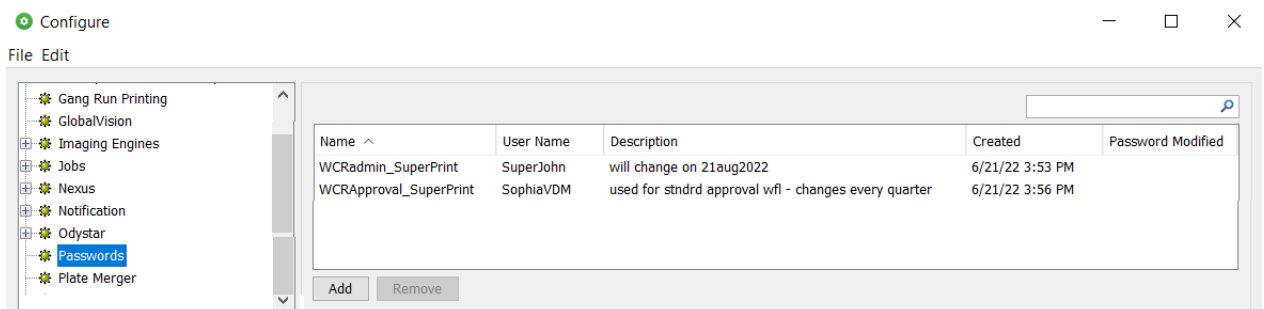 Configure
File Edit
Gang Run Printing
GlobalVision
Imaging Engines
Jobs
Nexus
Notification
Odystar
Passwords
Plate Merger
Name User Name Description Created Password Modified
WCRadmin_SuperPrint SuperJohn will change on 21aug2022 6/21/22 3:53 PM
WCRApproval_SuperPrint SophiaVDM used for stndrd approval wfl - changes every quarter 6/21/22 3:56 PM
Add Remove